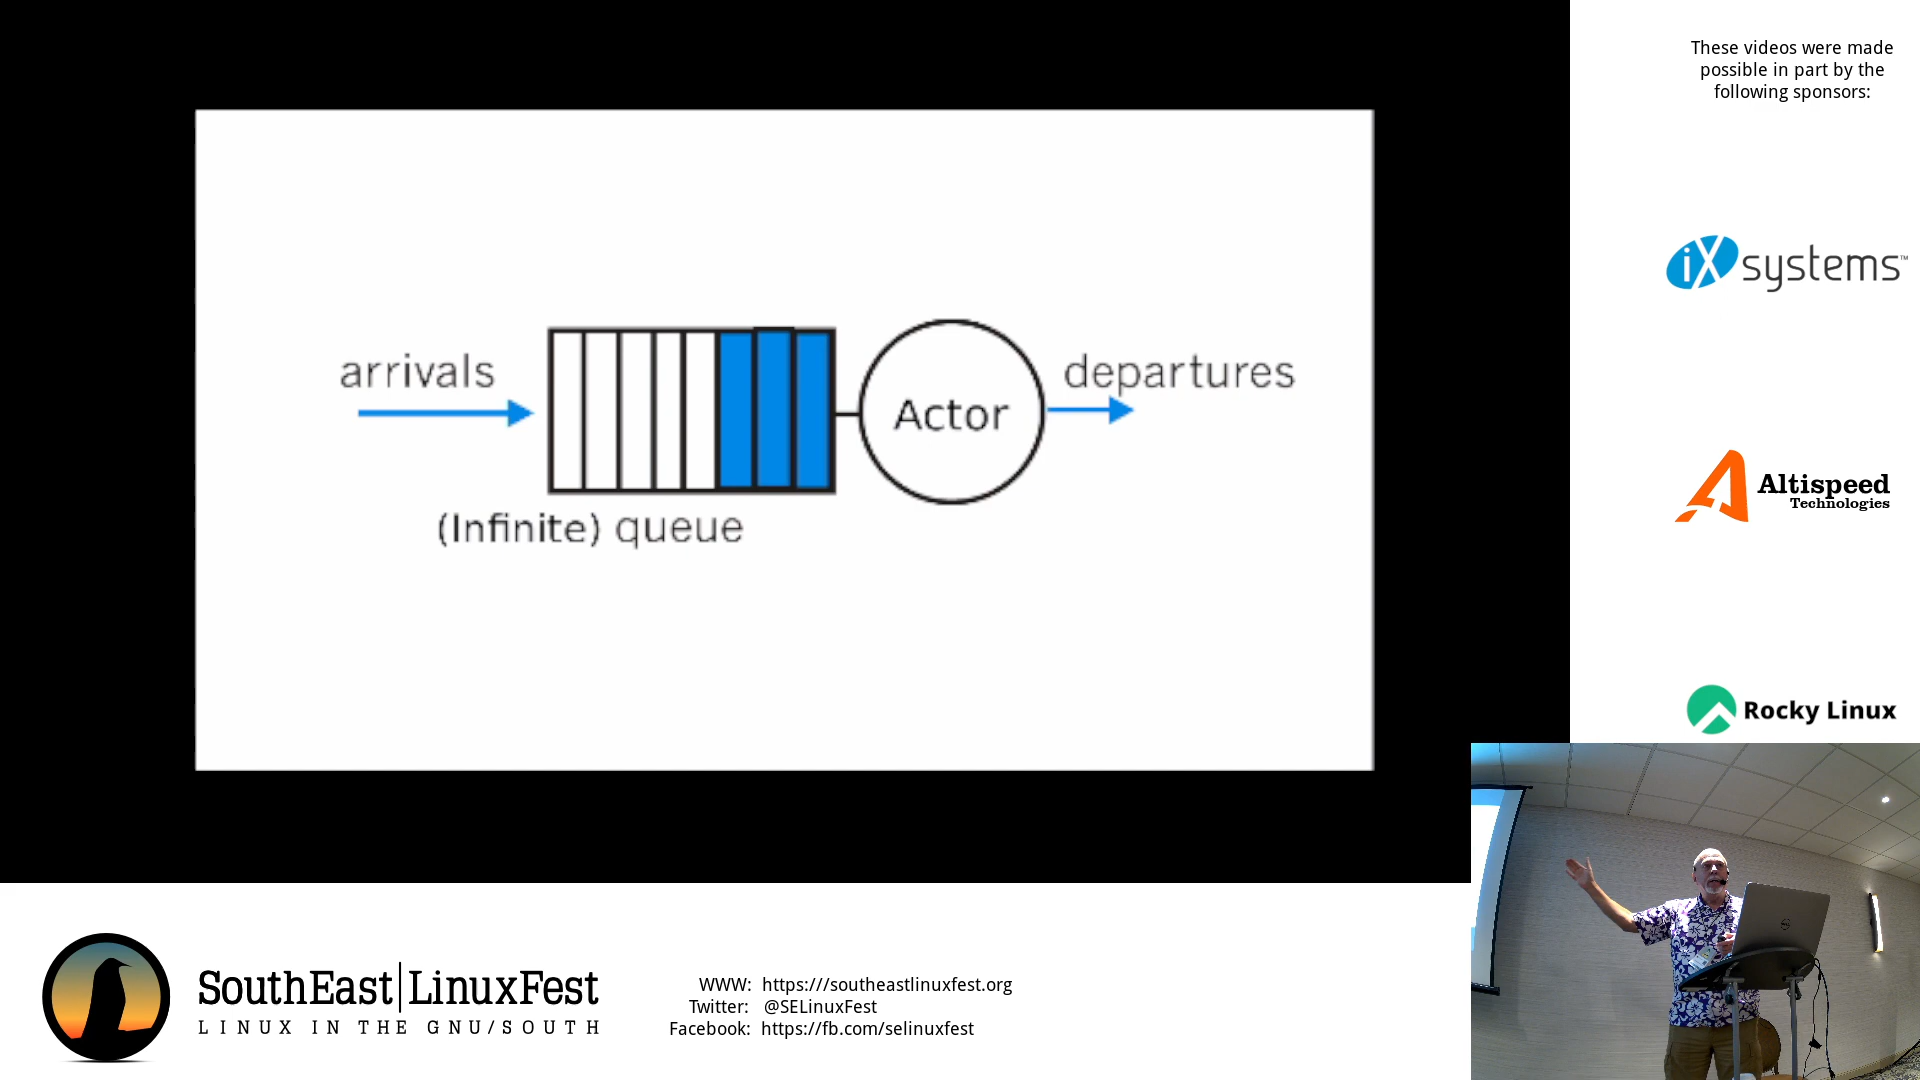 These videos were made
possible in part by the
following sponsors:
iXsystems™
Altispeed
Technologies
Rocky Linux
arrivals
Actor
departures
(Infinite) queue
SouthEast|LinuxFest
LINUX IN THE GNU/SOUTH
WWW: https:///southeastlinuxfest.org
Twitter: @SELinuxFest
Facebook: https://fb.com/selinuxfest